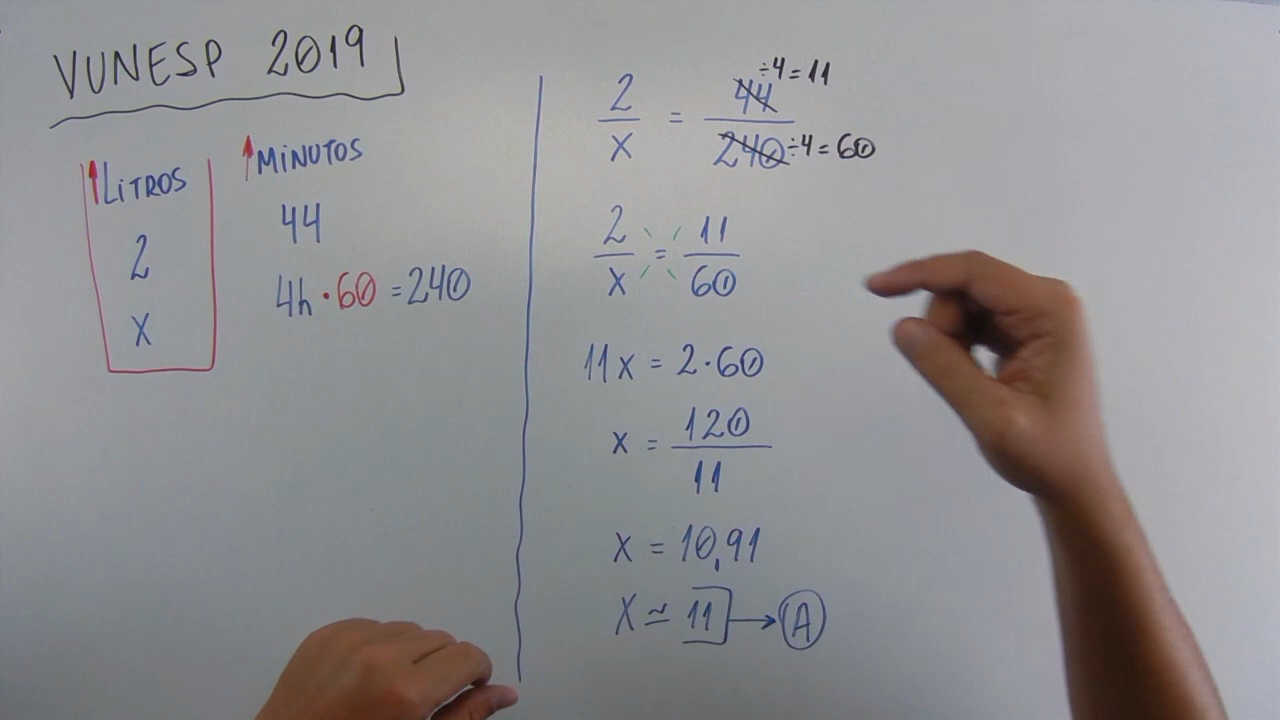 VUNESP 2019
↑LiTROS
2
X
↑MiNUTOS
44
4h·60=240
2/X = 44/240
÷4=11
÷4=60
2/X = 11/60
11X = 2·60
X = 120/11
X = 10,91
X ≃ 11 → A